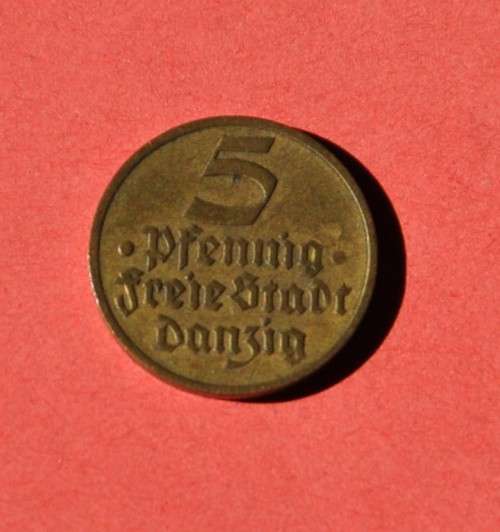 5
• Pfennig •
Freie Stadt
Danzig